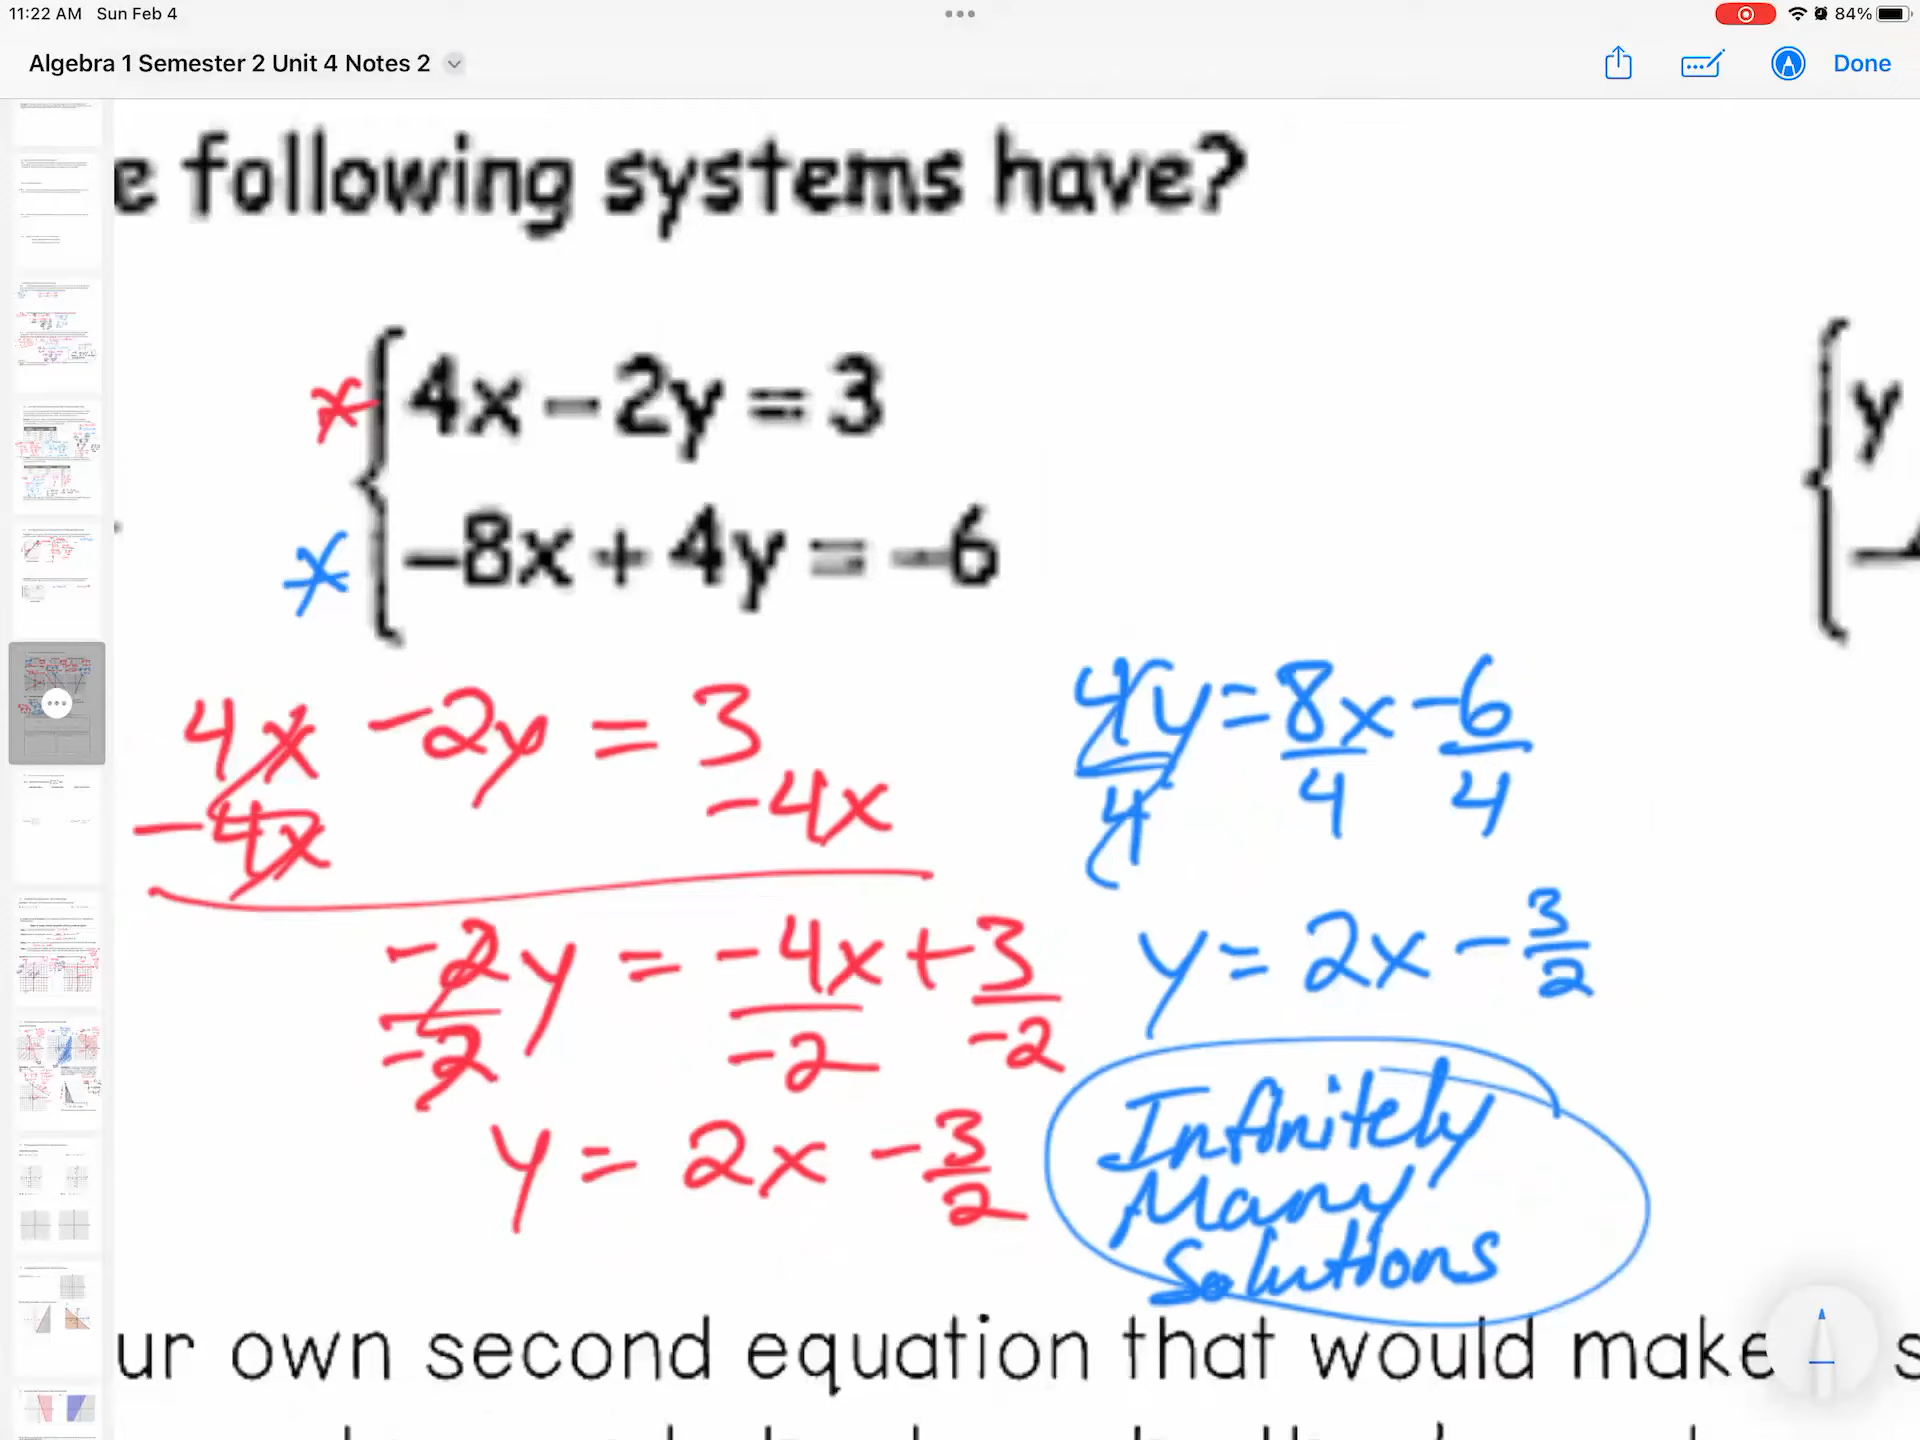 11:22 AM Sun Feb 4
84%
Algebra 1 Semester 2 Unit 4 Notes 2
Done
e following systems have?
4x − 2y = 3
−8x + 4y = −6
y
4x − 2y = 3
−4x −4x
−2y = −4x + 3
−2 −2 −2
y = 2x − 3/2
4y = 8x − 6
4 4 4
y = 2x − 3/2
Infinitely
Many
Solutions
ur own second equation that would make s